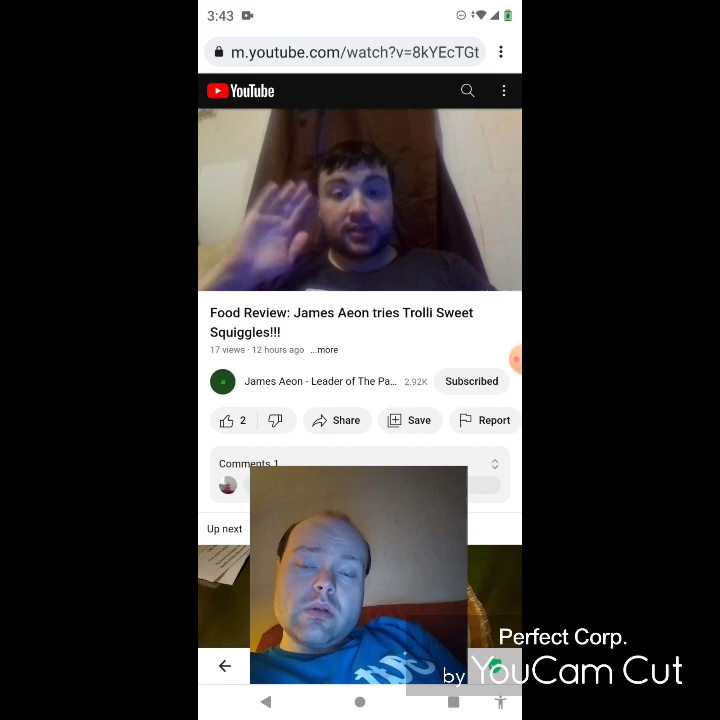 3:43
m.youtube.com/watch?v=8kYEcTGt
YouTube
Food Review: James Aeon tries Trolli Sweet
Squiggles!!!
17 views · 12 hours ago ...more
James Aeon - Leader of The Pa... 2.92K Subscribed
2 Share Save Report
Comments 1
Up next
Perfect Corp.
by YouCam Cut